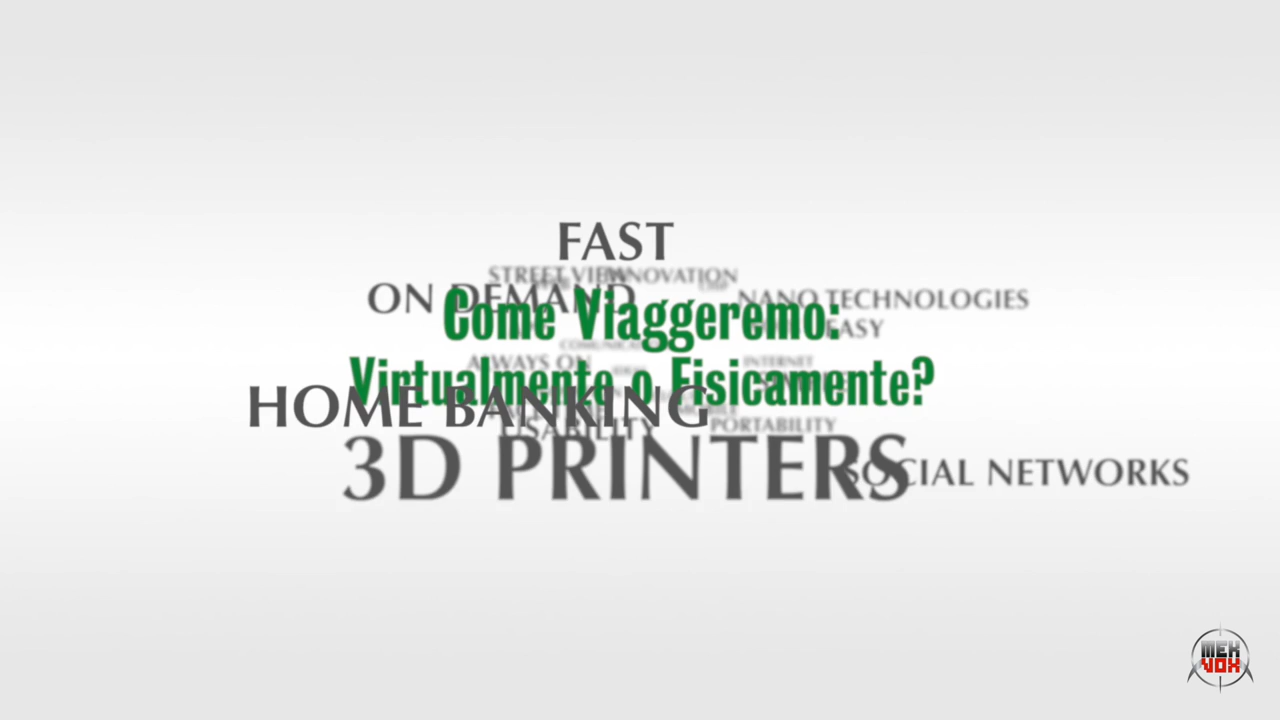 FAST
STREET VIEW
INNOVATION
ON DEMAND
NANO TECHNOLOGIES
Come Viaggeremo:
EASY
ALWAYS ON
INTERNET
Virtualmente o Fisicamente?
HOME BANKING
MOBILE
USABILITY
PORTABILITY
3D PRINTERS
SOCIAL NETWORKS
MEK
VOX